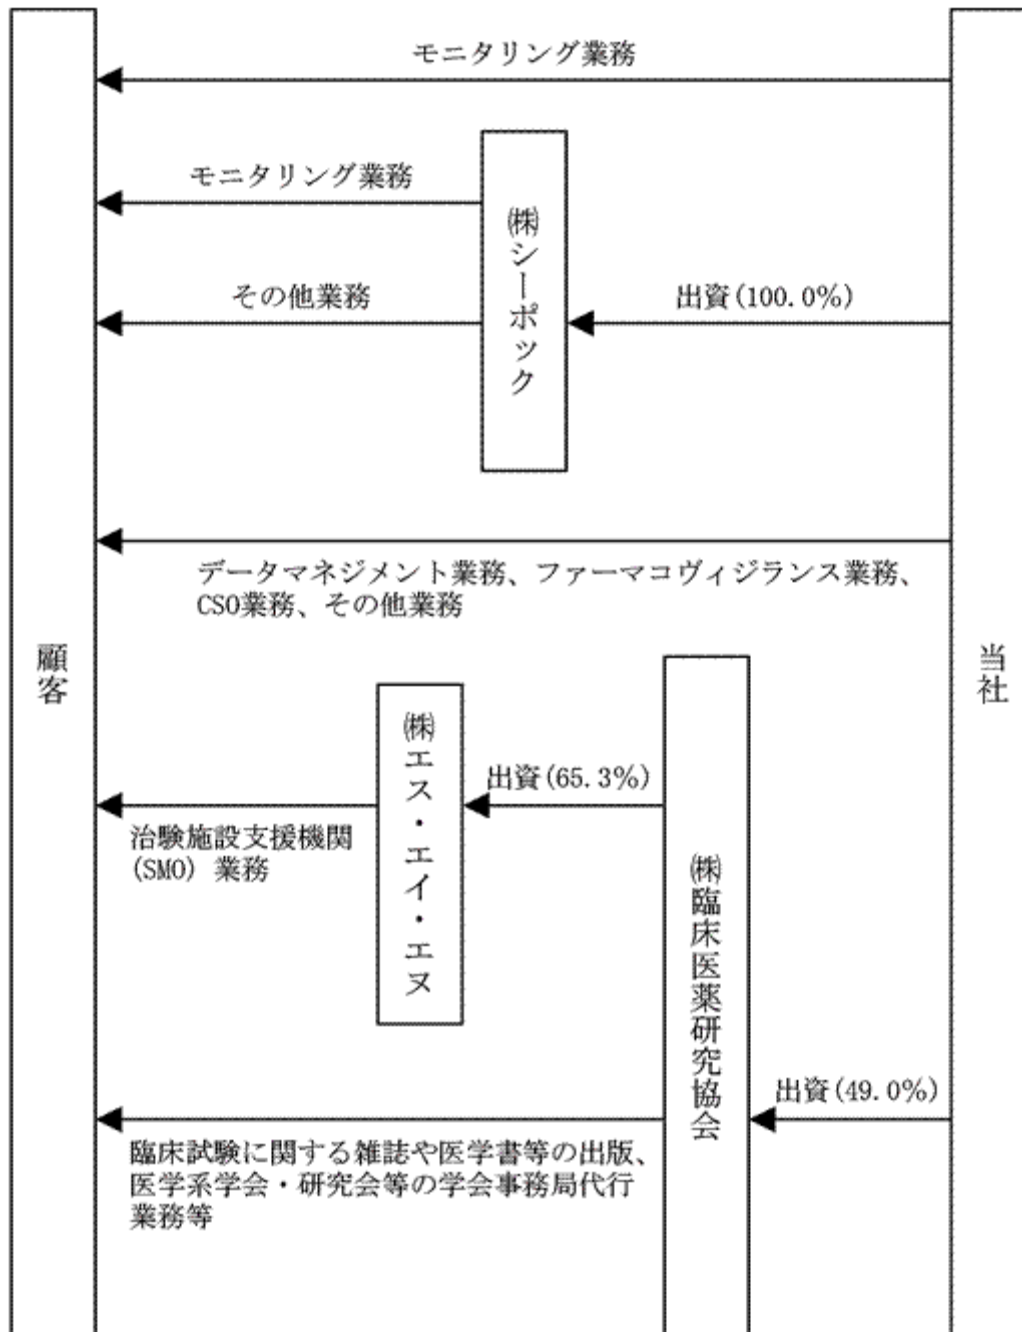 モニタリング業務
モニタリング業務
その他業務
㈱シーポック
出資(100.0%)
データマネジメント業務、ファーマコヴィジランス業務、
CSO業務、その他業務
顧客
当社
㈱エス・エイ・エヌ
出資(65.3%)
治験施設支援機関
(SMO) 業務
㈱臨床医薬研究協会
出資(49.0%)
臨床試験に関する雑誌や医学書等の出版、
医学系学会・研究会等の学会事務局代行
業務等